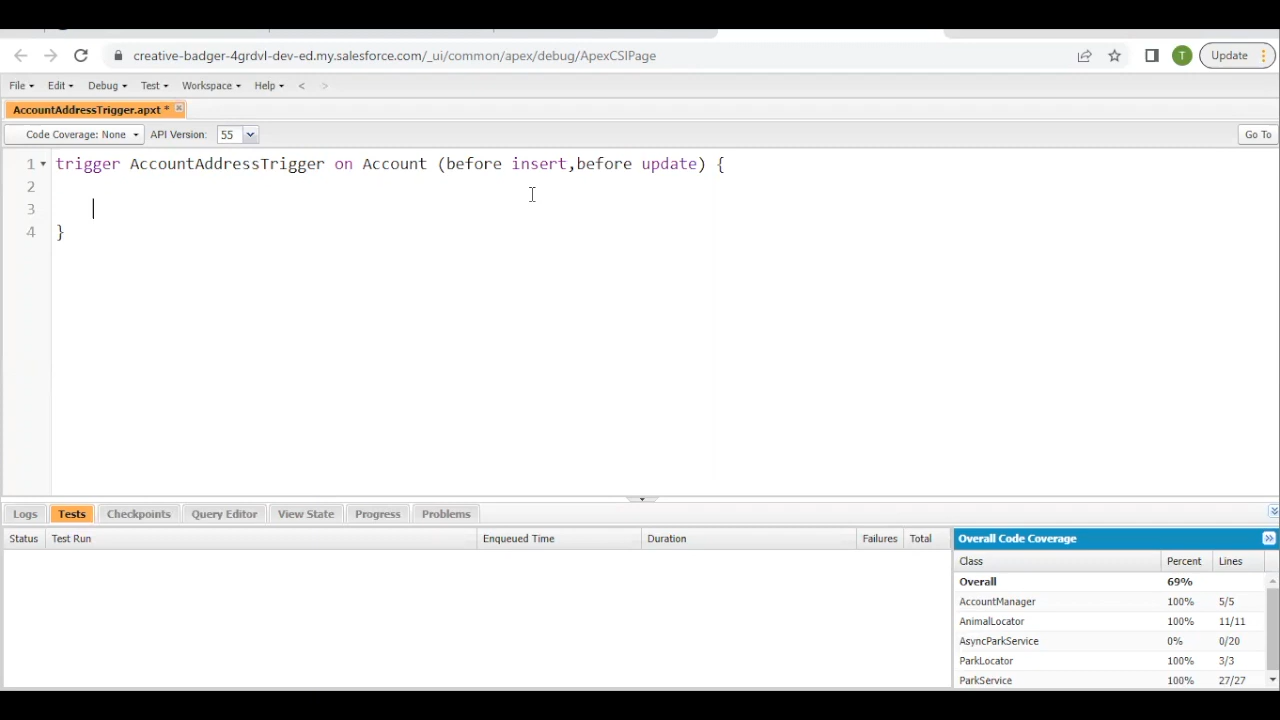 creative-badger-4grdvl-dev-ed.my.salesforce.com/_ui/common/apex/debug/ApexCSIPage
T
Update
File Edit Debug Test Workspace Help < >
AccountAddressTrigger.apxt *
Code Coverage: None API Version: 55 Go To
1 trigger AccountAddressTrigger on Account (before insert,before update) {
2
3
4 }
Logs Tests Checkpoints Query Editor View State Progress Problems
Status Test Run Enqueued Time Duration Failures Total
Overall Code Coverage
Class Percent Lines
Overall 69%
AccountManager 100% 5/5
AnimalLocator 100% 11/11
AsyncParkService 0% 0/20
ParkLocator 100% 3/3
ParkService 100% 27/27